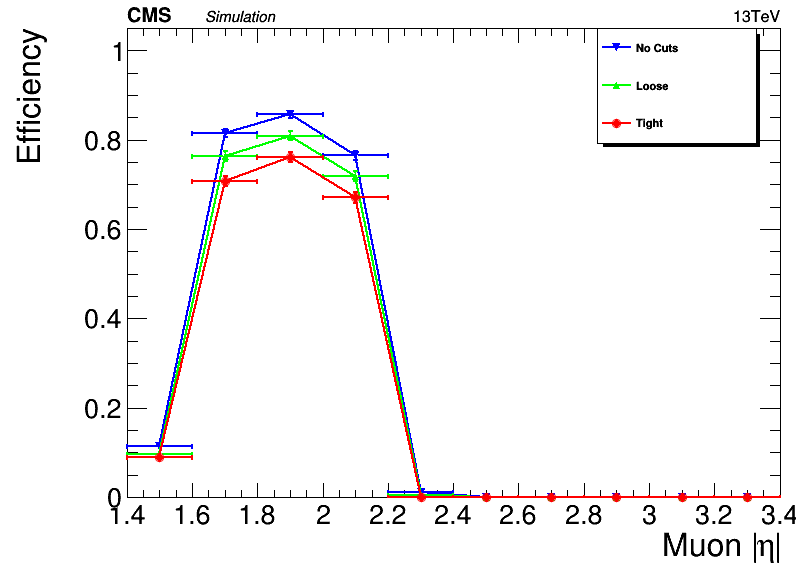 CMS Simulation 13TeV
Efficiency
No Cuts
Loose
Tight
1
0.8
0.6
0.4
0.2
0
1.4 1.6 1.8 2 2.2 2.4 2.6 2.8 3 3.2 3.4
Muon |η|